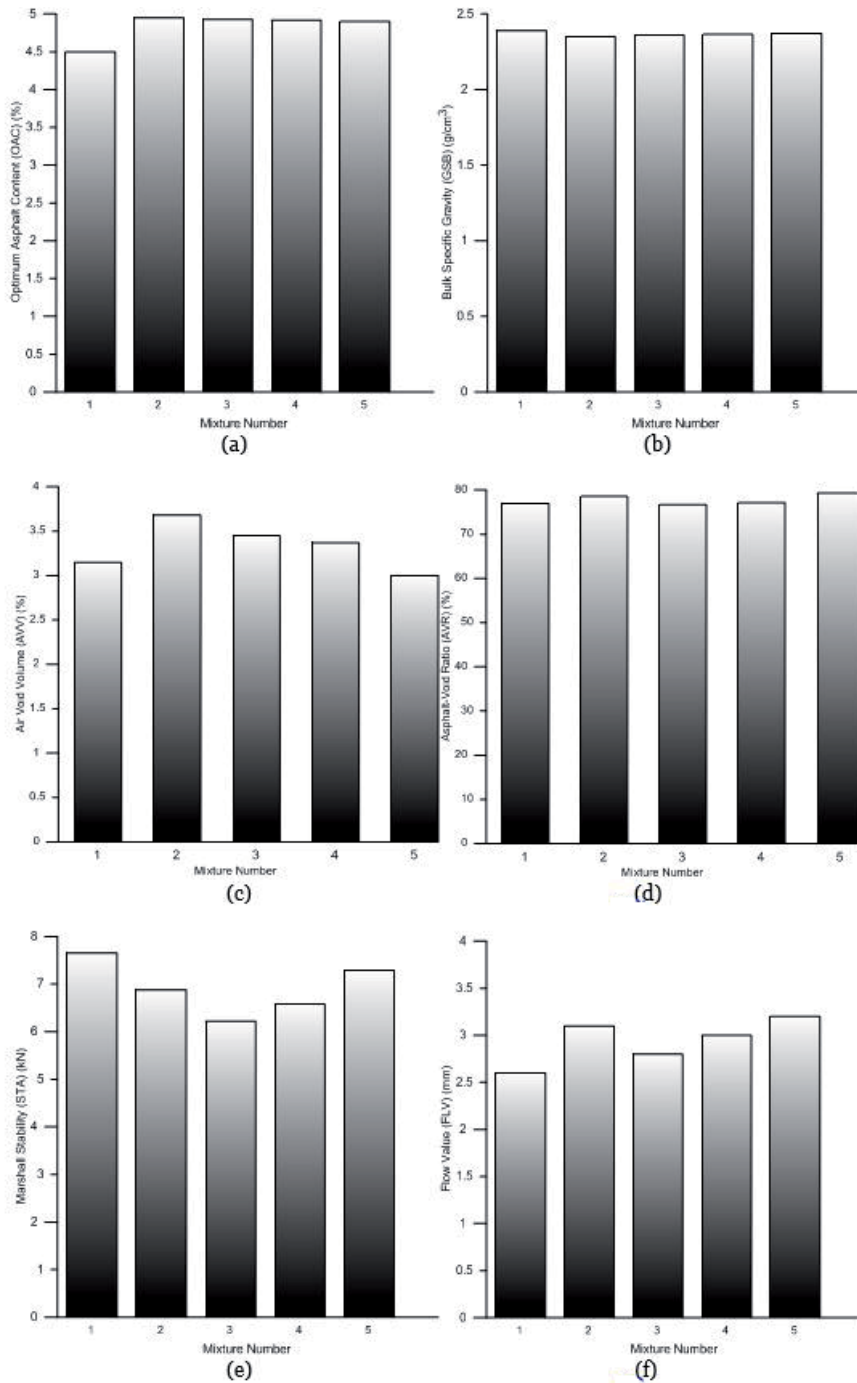 5
4.5
4
3.5
3
2.5
2
1.5
1
0.5
0
Optimum Asphalt Content (OAC) (%)
1 2 3 4 5
Mixture Number
(a)
2.5
2
1.5
1
0.5
0
Bulk Specific Gravity (GSB) (g/cm³)
1 2 3 4 5
Mixture Number
(b)
4
3.5
3
2.5
2
1.5
1
0.5
0
Air Void Volume (AVV) (%)
1 2 3 4 5
Mixture Number
(c)
80
70
60
50
40
30
20
10
0
Asphalt-Void Ratio (AVR) (%)
1 2 3 4 5
Mixture Number
(d)
8
7
6
5
4
3
2
1
0
Marshall Stability (STA) (kN)
1 2 3 4 5
Mixture Number
(e)
4
3.5
3
2.5
2
1.5
1
0.5
0
Flow Value (FLV) (mm)
1 2 3 4 5
Mixture Number
(f)